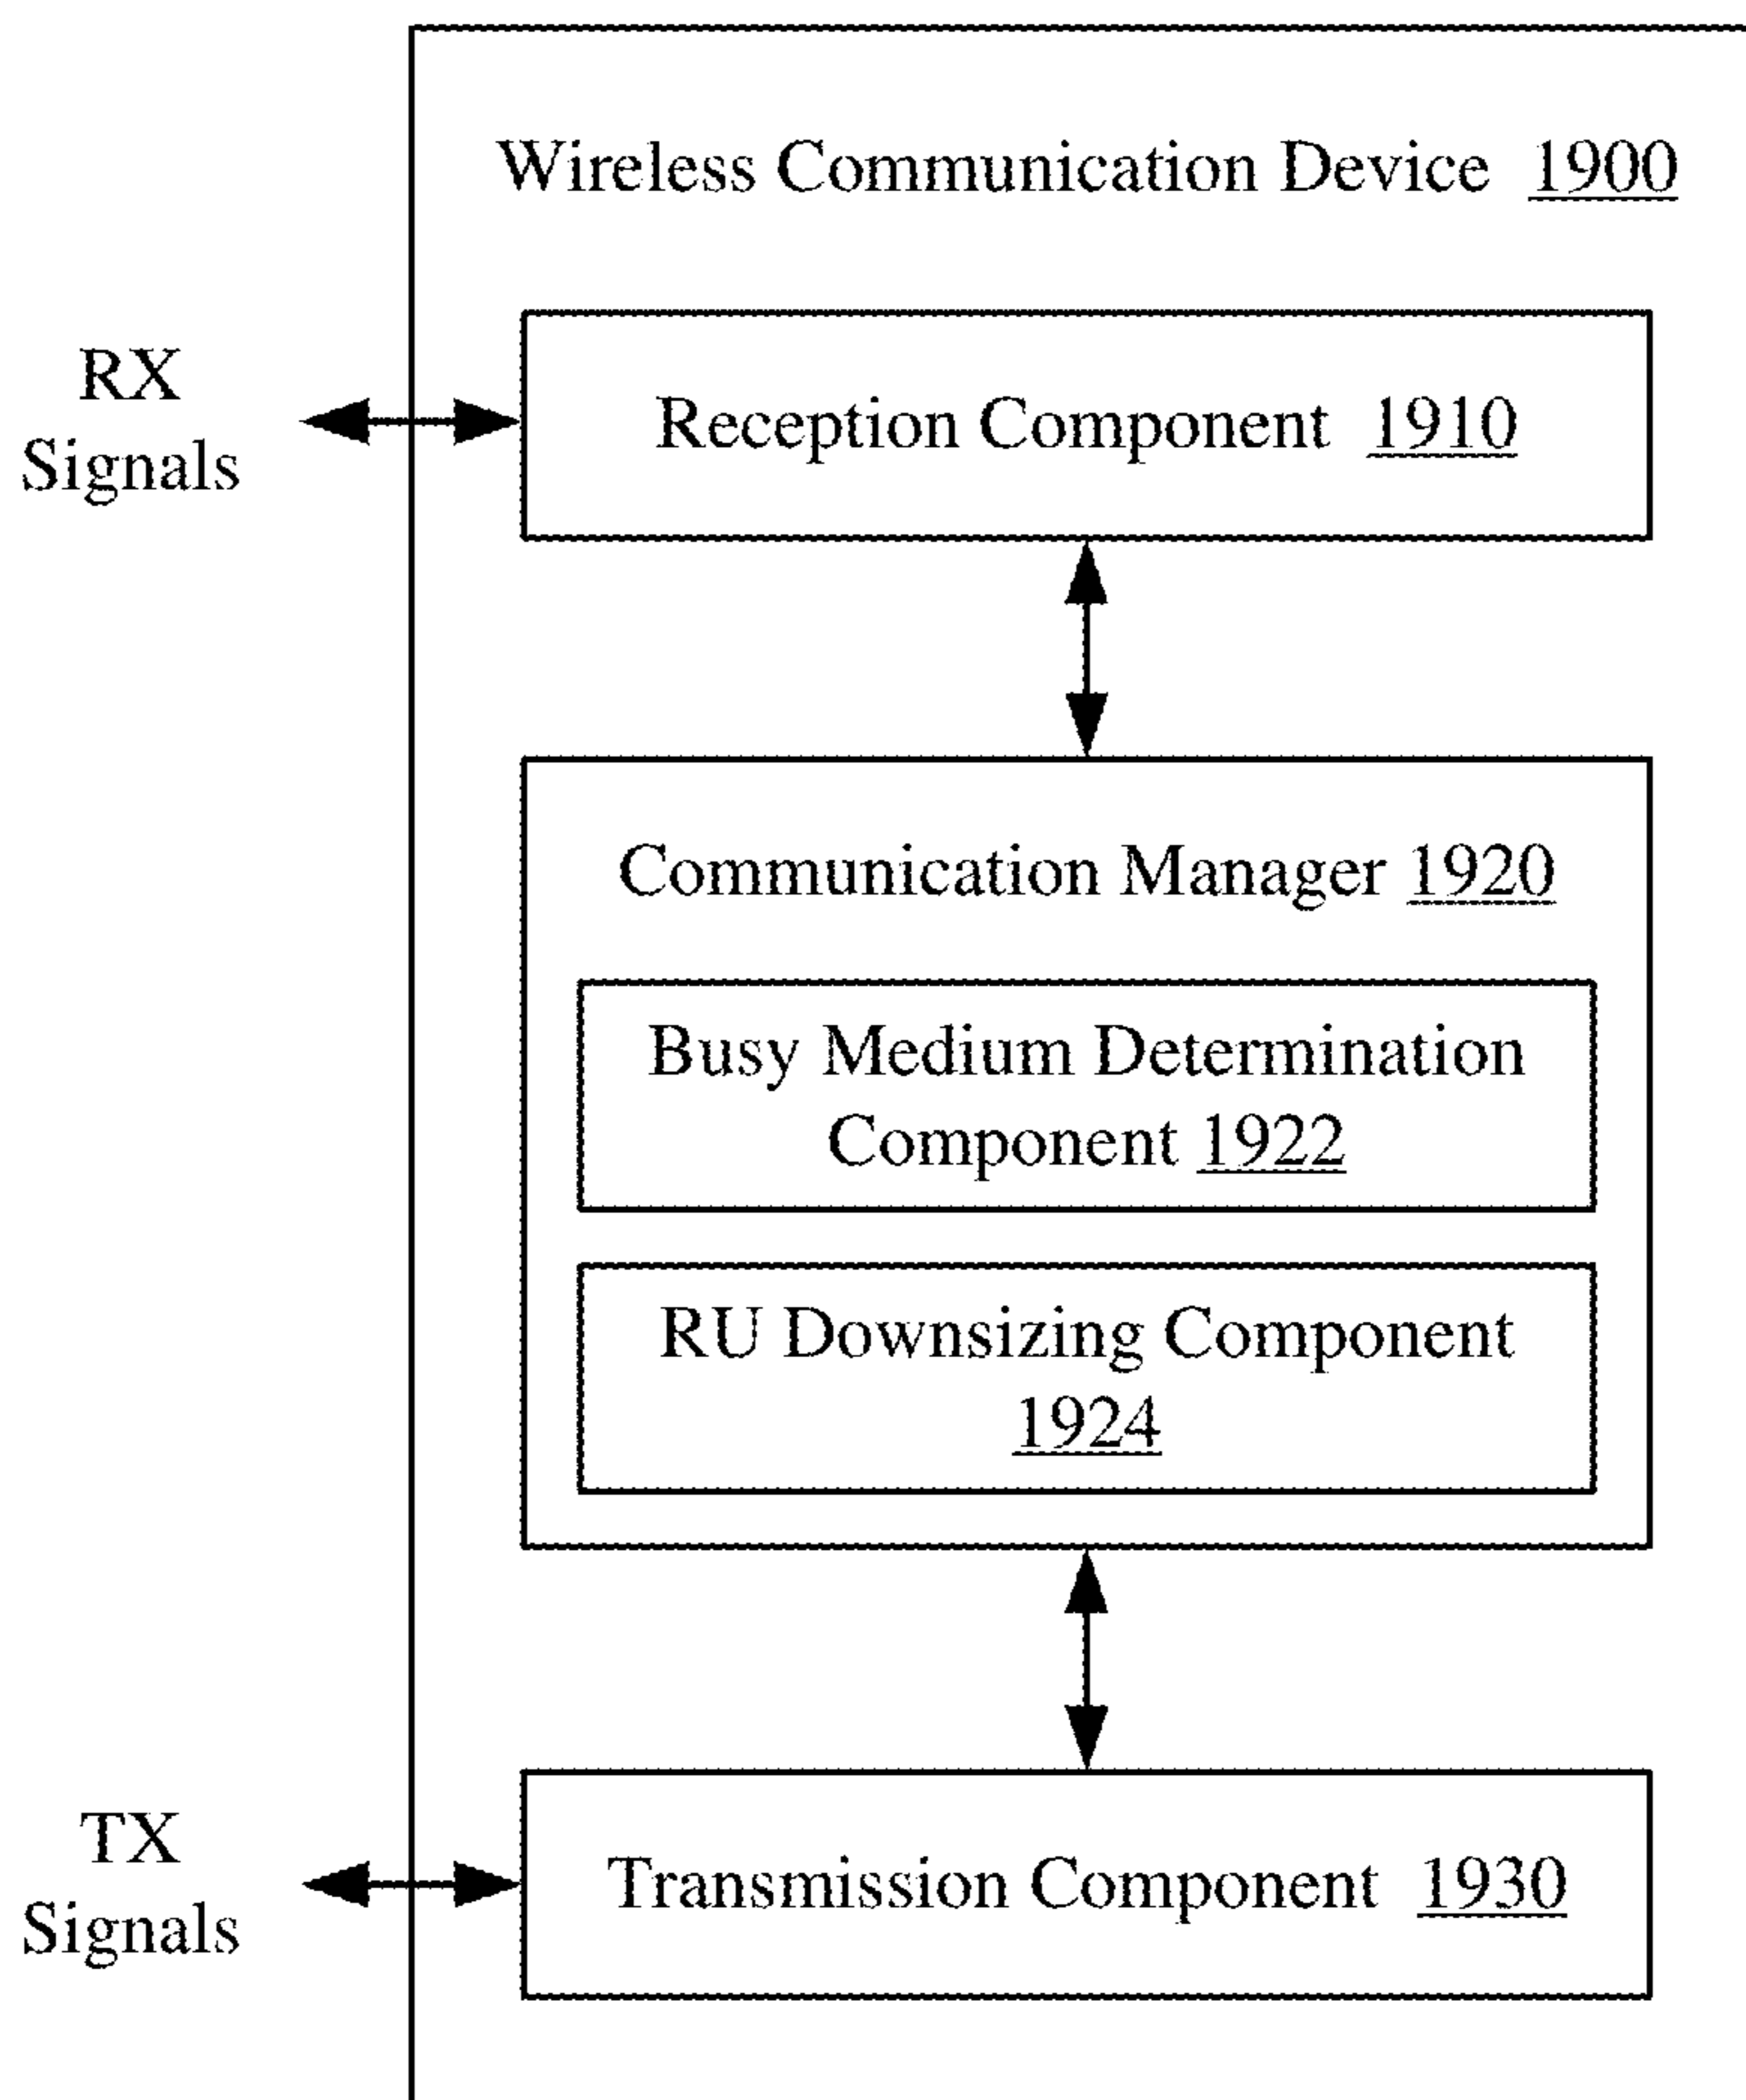 Wireless Communication Device 1900
RX
Signals
Reception Component 1910
Communication Manager 1920
Busy Medium Determination
Component 1922
RU Downsizing Component
1924
TX
Signals
Transmission Component 1930